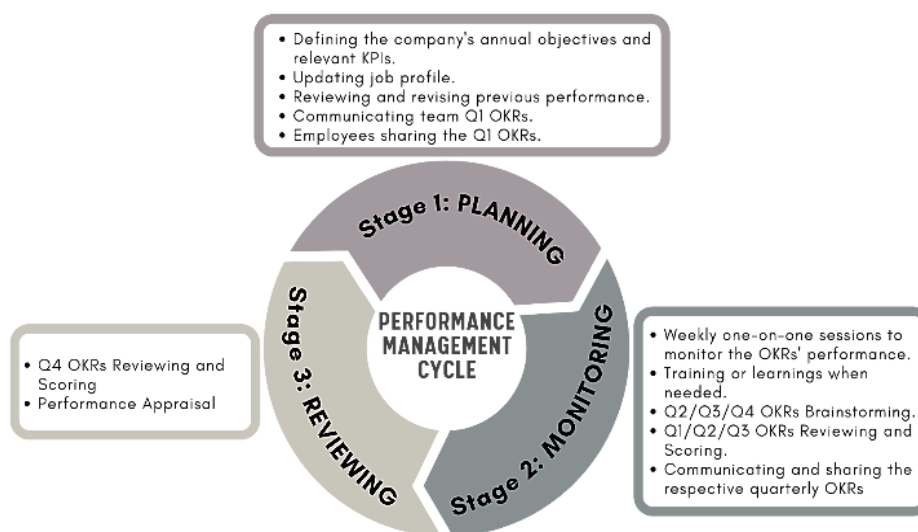 • Defining the company's annual objectives and
relevant KPIs.
• Updating job profile.
• Reviewing and revising previous performance.
• Communicating team Q1 OKRs.
• Employees sharing the Q1 OKRs.
Stage 1: PLANNING
PERFORMANCE
MANAGEMENT
CYCLE
Stage 2: MONITORING
• Weekly one-on-one sessions to
monitor the OKRs' performance.
• Training or learnings when
needed.
• Q2/Q3/Q4 OKRs Brainstorming.
• Q1/Q2/Q3 OKRs Reviewing and
Scoring.
• Communicating and sharing the
respective quarterly OKRs
Stage 3: REVIEWING
• Q4 OKRs Reviewing and
Scoring
• Performance Appraisal